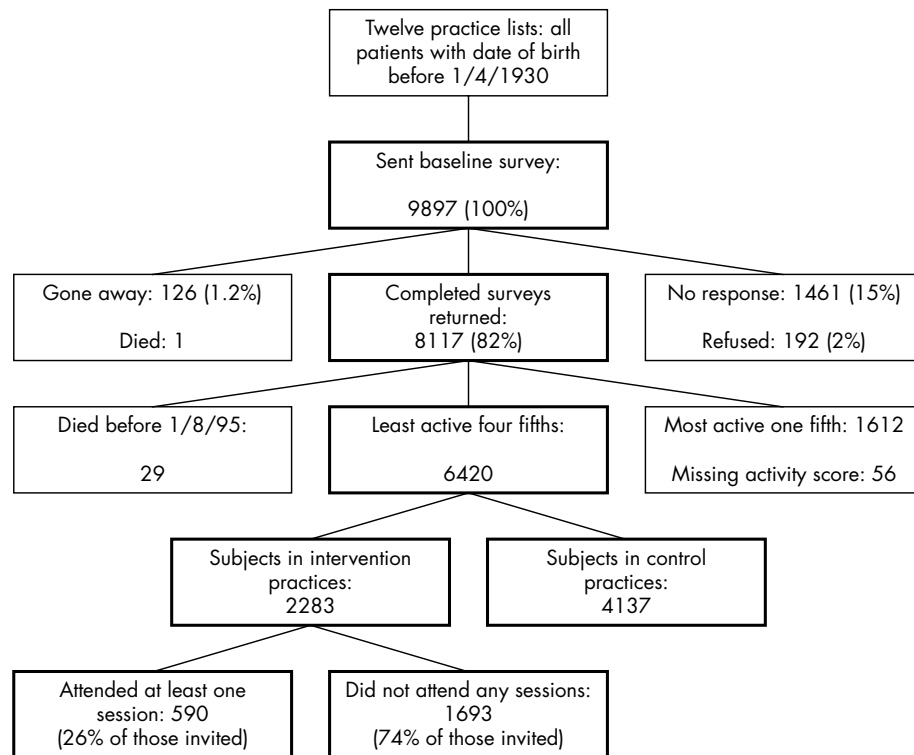 Twelve practice lists: all
patients with date of birth
before 1/4/1930
Sent baseline survey:
9897 (100%)
Gone away: 126 (1.2%)
Died: 1
Completed surveys
returned:
8117 (82%)
No response: 1461 (15%)
Refused: 192 (2%)
Died before 1/8/95:
29
Least active four fifths:
6420
Most active one fifth: 1612
Missing activity score: 56
Subjects in intervention
practices:
2283
Subjects in control
practices:
4137
Attended at least one
session: 590
(26% of those invited)
Did not attend any sessions:
1693
(74% of those invited)